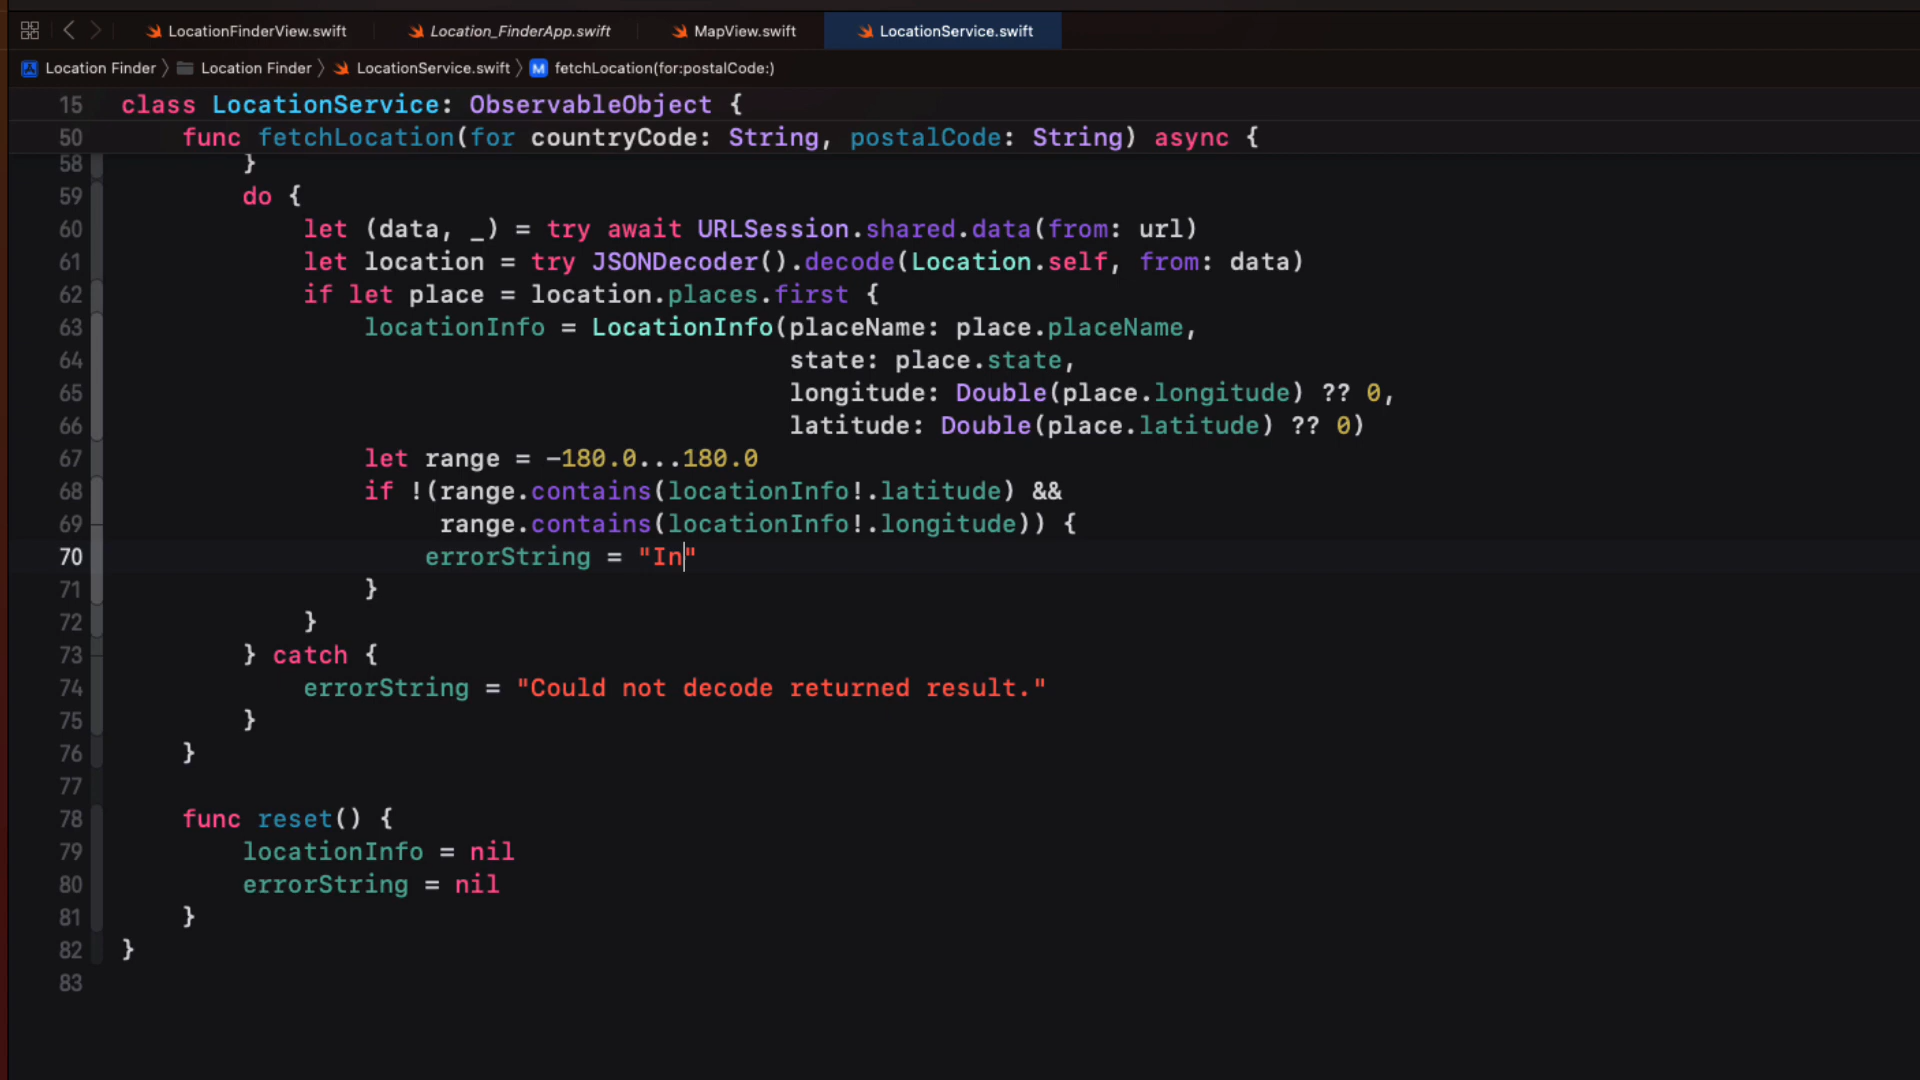 LocationFinderView.swift Location_FinderApp.swift MapView.swift LocationService.swift
Location Finder Location Finder LocationService.swift M fetchLocation(for:postalCode:)
15 class LocationService: ObservableObject {
50 func fetchLocation(for countryCode: String, postalCode: String) async {
58 }
59 do {
60 let (data, _) = try await URLSession.shared.data(from: url)
61 let location = try JSONDecoder().decode(Location.self, from: data)
62 if let place = location.places.first {
63 locationInfo = LocationInfo(placeName: place.placeName,
64 state: place.state,
65 longitude: Double(place.longitude) ?? 0,
66 latitude: Double(place.latitude) ?? 0)
67 let range = -180.0...180.0
68 if !(range.contains(locationInfo!.latitude) &&
69 range.contains(locationInfo!.longitude)) {
70 errorString = "In"
71 }
72 }
73 } catch {
74 errorString = "Could not decode returned result."
75 }
76 }
77
78 func reset() {
79 locationInfo = nil
80 errorString = nil
81 }
82 }
83